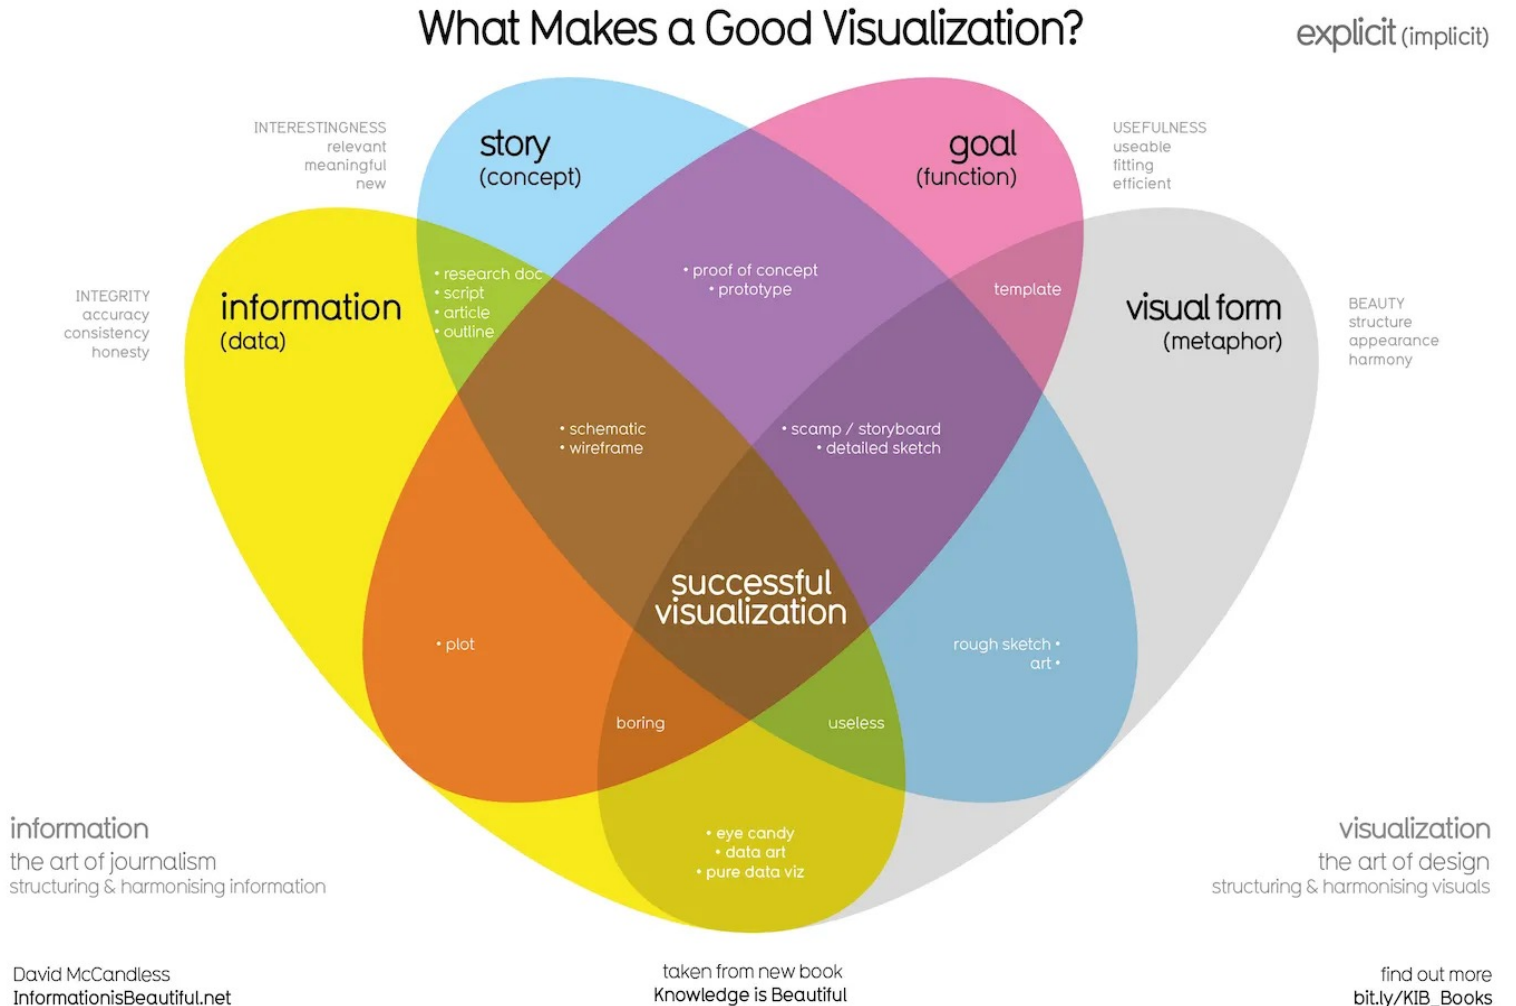 What Makes a Good Visualization?
explicit (implicit)
INTERESTINGNESS
relevant
meaningful
new
story
(concept)
goal
(function)
USEFULNESS
useable
fitting
efficient
INTEGRITY
accuracy
consistency
honesty
information
(data)
• research doc
• script
• article
• outline
• proof of concept
• prototype
template
visual form
(metaphor)
BEAUTY
structure
appearance
harmony
• schematic
• wireframe
• scamp / storyboard
• detailed sketch
successful
visualization
• plot
rough sketch •
art •
boring
useless
• eye candy
• data art
• pure data viz
information
the art of journalism
structuring & harmonising information
visualization
the art of design
structuring & harmonising visuals
David McCandless
InformationisBeautiful.net
taken from new book
Knowledge is Beautiful
find out more
bit.ly/KIB_Books